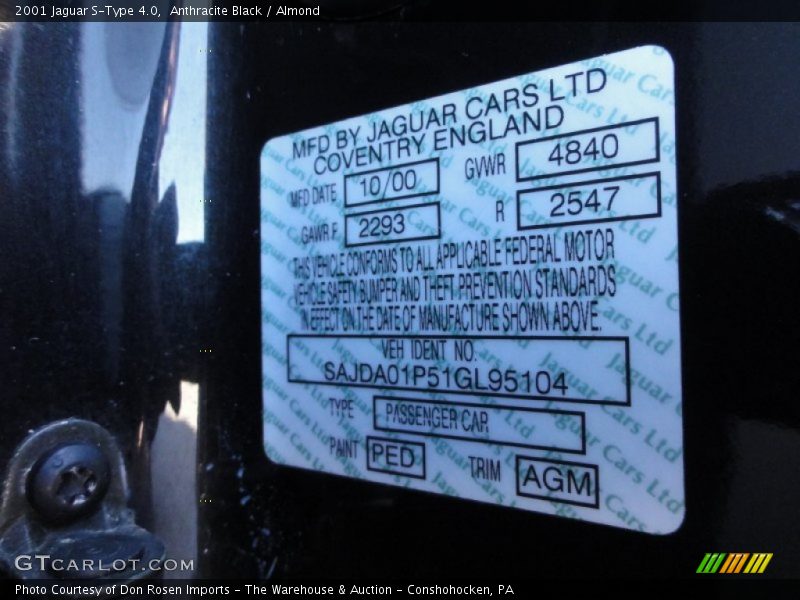 2001 Jaguar S-Type 4.0,  Anthracite Black / Almond
MFD BY JAGUAR CARS LTD
COVENTRY ENGLAND
MFD DATE 10/00 GVWR 4840
GAWR F 2293 R 2547
THIS VEHICLE CONFORMS TO ALL APPLICABLE FEDERAL MOTOR
VEHICLE SAFETY BUMPER AND THEFT PREVENTION STANDARDS
IN EFFECT ON THE DATE OF MANUFACTURE SHOWN ABOVE.
VEH IDENT NO.
SAJDA01P51GL95104
TYPE PASSENGER CAR
PAINT PED TRIM AGM
GTCARLOT.COM
Photo Courtesy of Don Rosen Imports - The Warehouse & Auction - Conshohocken, PA